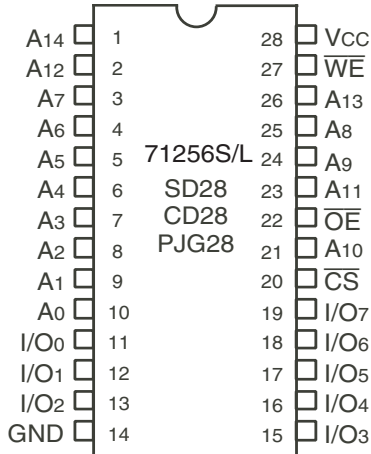 A14 1 28 VCC
A12 2 27 W̅E̅
A7 3 26 A13
A6 4 25 A8
A5 5 71256S/L 24 A9
A4 6 SD28 23 A11
A3 7 CD28 22 O̅E̅
A2 8 PJG28 21 A10
A1 9 20 C̅S̅
A0 10 19 I/O7
I/O0 11 18 I/O6
I/O1 12 17 I/O5
I/O2 13 16 I/O4
GND 14 15 I/O3